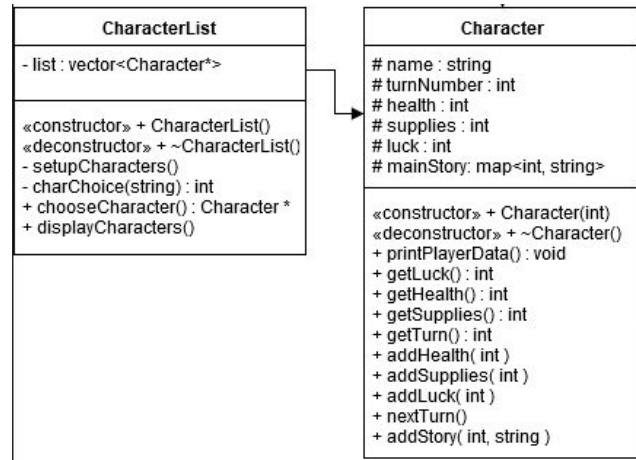 CharacterList
- list : vector<Character*>
«constructor» + CharacterList()
«deconstructor» + ~CharacterList()
- setupCharacters()
- charChoice(string) : int
+ chooseCharacter() : Character *
+ displayCharacters()
Character
# name : string
# turnNumber : int
# health : int
# supplies : int
# luck : int
# mainStory: map<int, string>
«constructor» + Character(int)
«deconstructor» + ~Character()
+ printPlayerData() : void
+ getLuck() : int
+ getHealth() : int
+ getSupplies() : int
+ getTurn() : int
+ addHealth( int )
+ addSupplies( int )
+ addLuck( int )
+ nextTurn()
+ addStory( int, string )